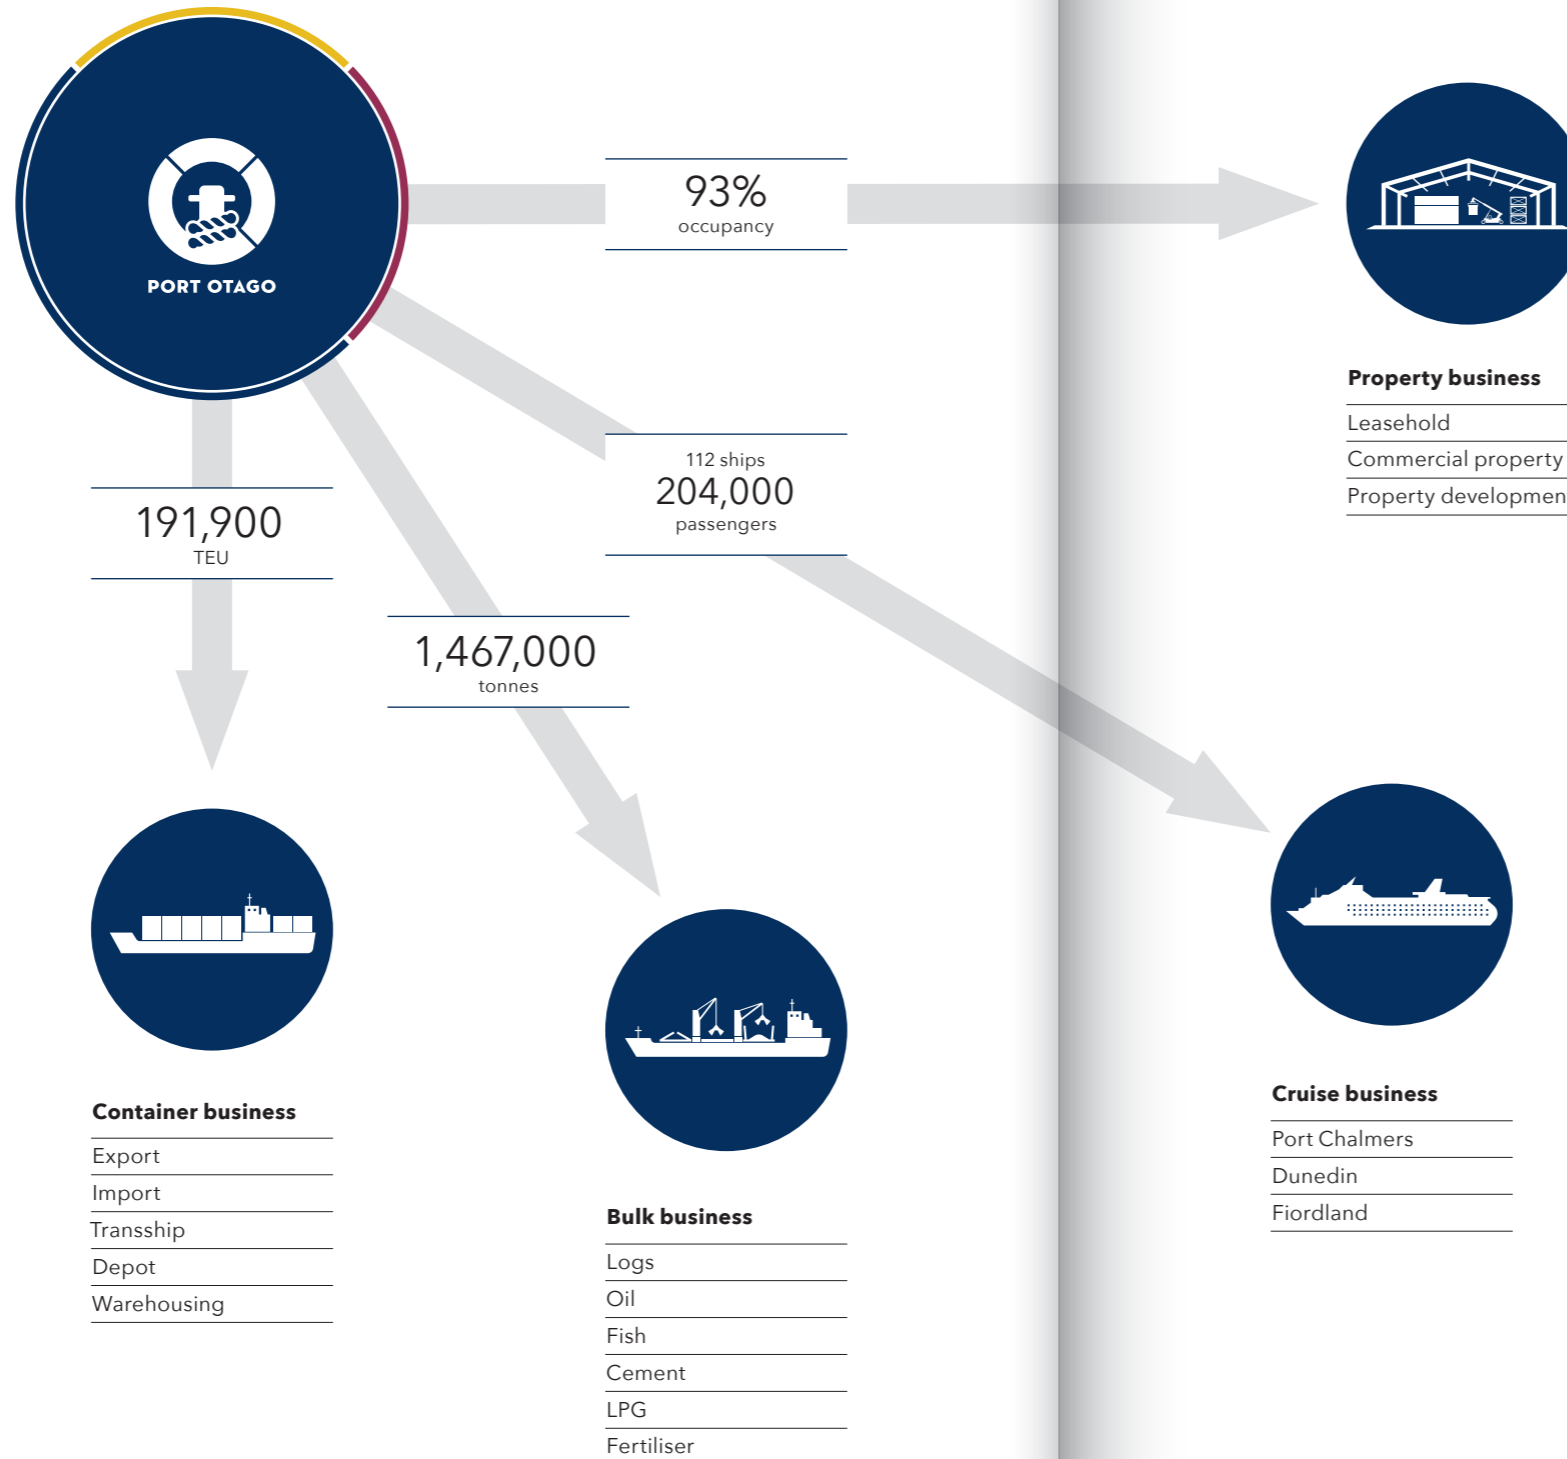 PORT OTAGO
93%
occupancy
112 ships
204,000
passengers
191,900
TEU
1,467,000
tonnes
Property business
Leasehold
Commercial property
Container business
Export
Import
Transship
Depot
Warehousing
Bulk business
Logs
Oil
Fish
Cement
LPG
Fertiliser
Cruise business
Port Chalmers
Dunedin
Fiordland
Property developmen